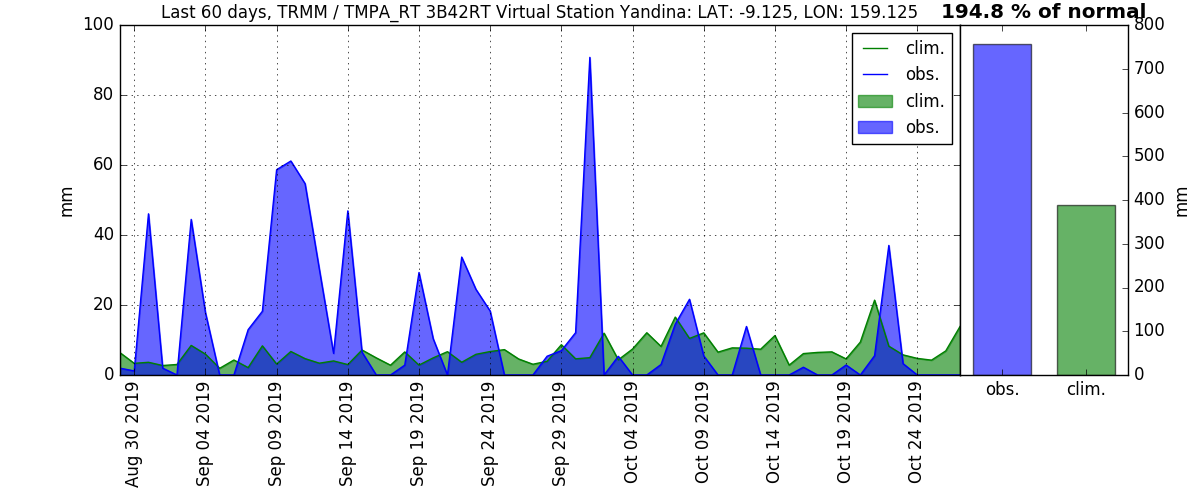 Last 60 days, TRMM / TMPA_RT 3B42RT Virtual Station Yandina: LAT: -9.125, LON: 159.125
194.8 % of normal
100
80
60
40
20
0
mm
clim.
obs.
clim.
obs.
800
700
600
500
400
300
200
100
0
mm
Aug 30 2019
Sep 04 2019
Sep 09 2019
Sep 14 2019
Sep 19 2019
Sep 24 2019
Sep 29 2019
Oct 04 2019
Oct 09 2019
Oct 14 2019
Oct 19 2019
Oct 24 2019
obs.
clim.